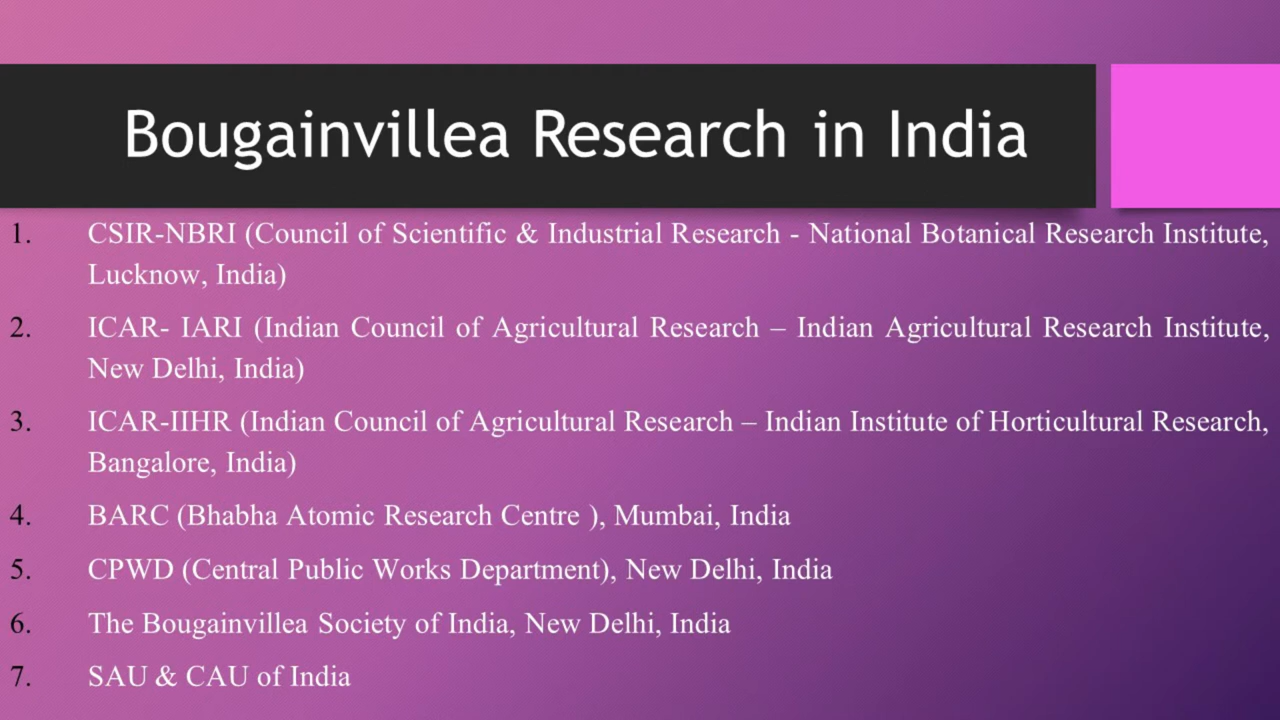 Bougainvillea Research in India
1. CSIR-NBRI (Council of Scientific & Industrial Research - National Botanical Research Institute,
Lucknow, India)
2. ICAR- IARI (Indian Council of Agricultural Research – Indian Agricultural Research Institute,
New Delhi, India)
3. ICAR-IIHR (Indian Council of Agricultural Research – Indian Institute of Horticultural Research,
Bangalore, India)
4. BARC (Bhabha Atomic Research Centre ), Mumbai, India
5. CPWD (Central Public Works Department), New Delhi, India
6. The Bougainvillea Society of India, New Delhi, India
7. SAU & CAU of India